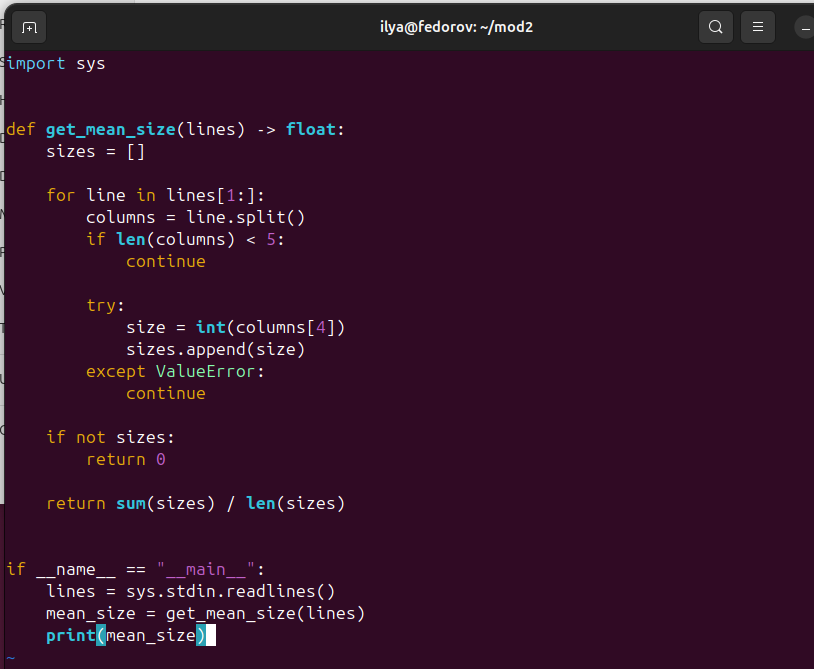 ilya@fedorov: ~/mod2
import sys
def get_mean_size(lines) -> float:
    sizes = []
    for line in lines[1:]:
        columns = line.split()
        if len(columns) < 5:
            continue
        try:
            size = int(columns[4])
            sizes.append(size)
        except ValueError:
            continue
    if not sizes:
        return 0
    return sum(sizes) / len(sizes)
if __name__ == "__main__":
    lines = sys.stdin.readlines()
    mean_size = get_mean_size(lines)
    print(mean_size)
~